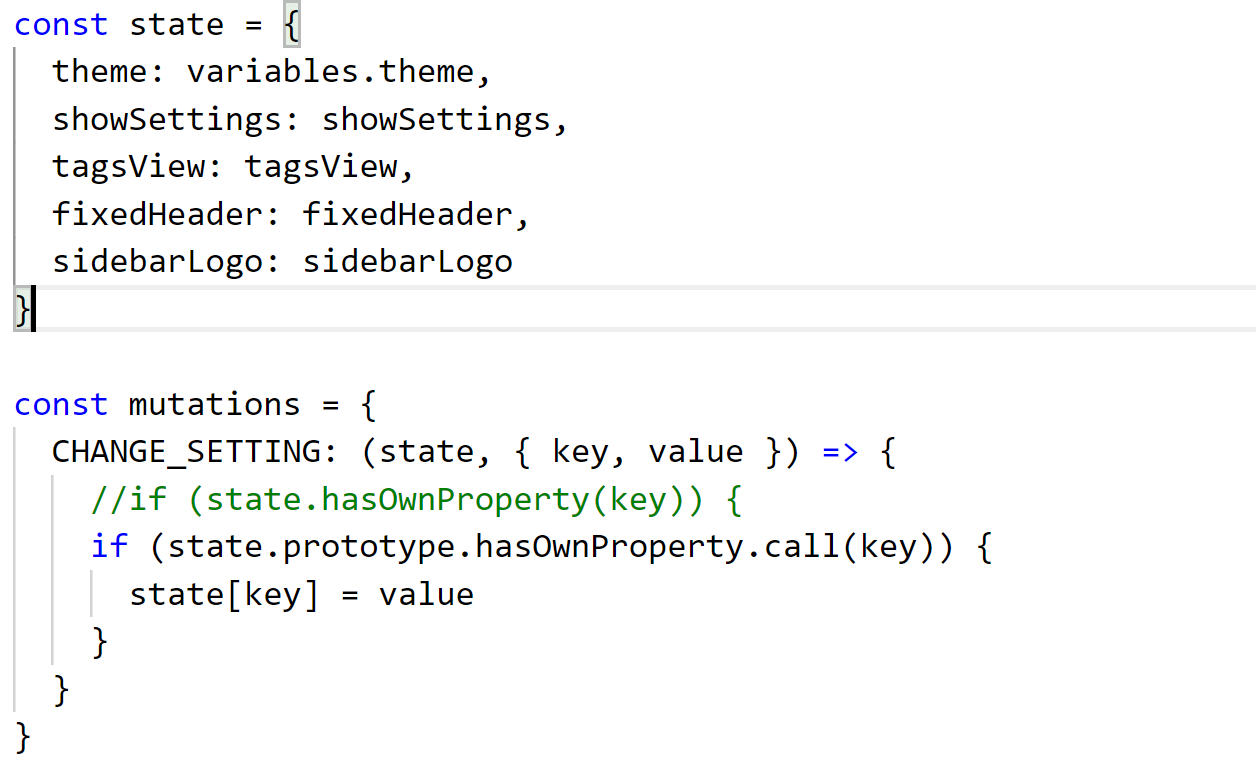 const state = {
  theme: variables.theme,
  showSettings: showSettings,
  tagsView: tagsView,
  fixedHeader: fixedHeader,
  sidebarLogo: sidebarLogo
}
const mutations = {
  CHANGE_SETTING: (state, { key, value }) => {
    //if (state.hasOwnProperty(key)) {
    if (state.prototype.hasOwnProperty.call(key)) {
      state[key] = value
    }
  }
}